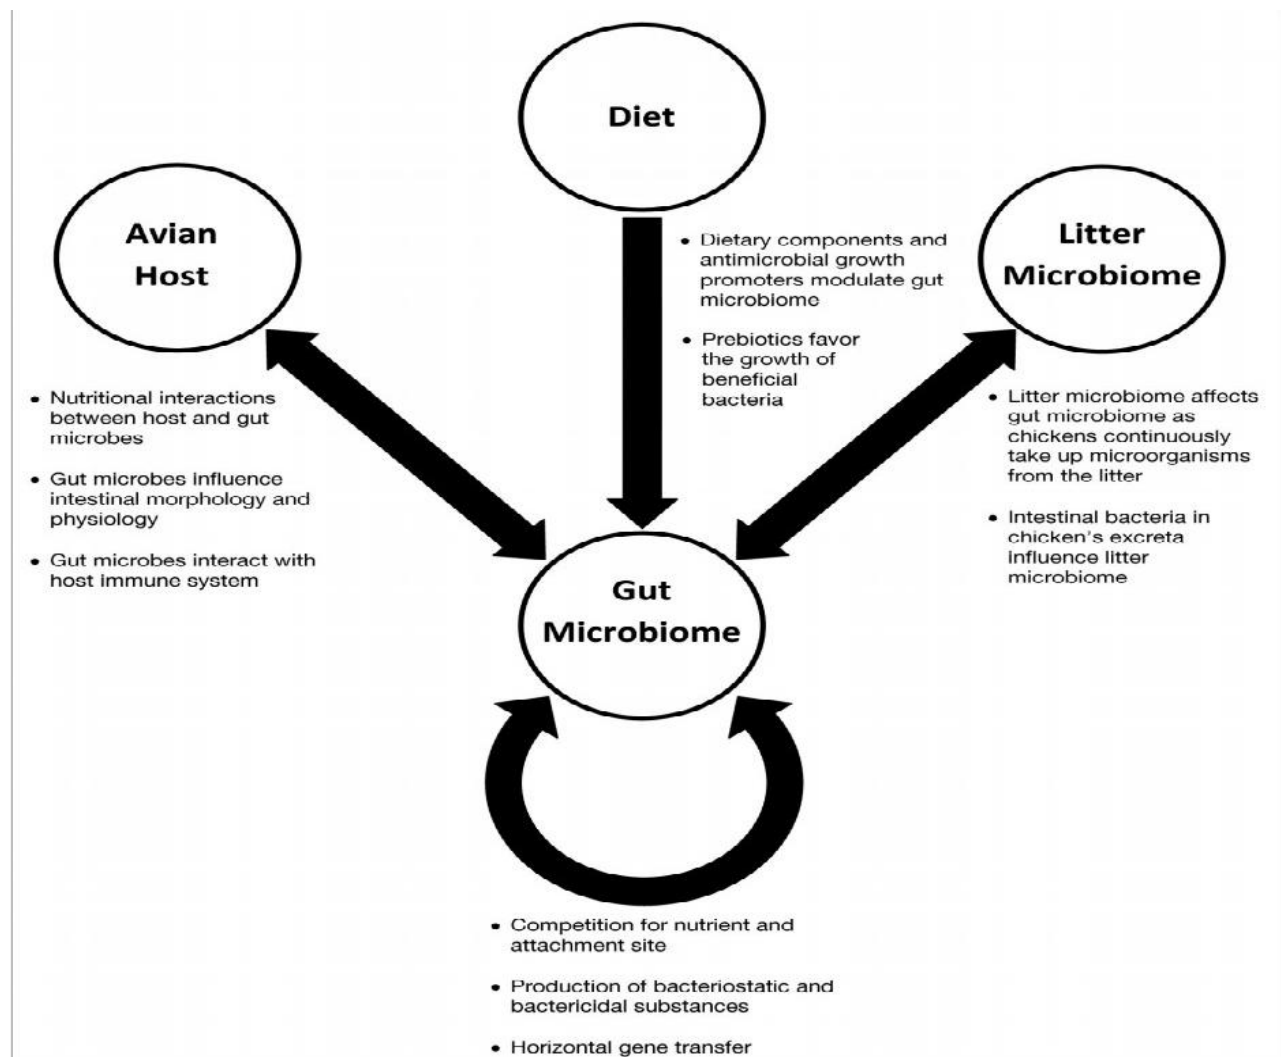 Diet
Avian
Host
Litter
Microbiome
• Dietary components and
antimicrobial growth
promoters modulate gut
microbiome
• Prebiotics favor
the growth of
beneficial
bacteria
• Nutritional interactions
between host and gut
microbes
• Gut microbes influence
intestinal morphology and
physiology
• Gut microbes interact with
host immune system
• Litter microbiome affects
gut microbiome as
chickens continuously
take up microorganisms
from the litter
• Intestinal bacteria in
chicken's excreta
influence litter
microbiome
Gut
Microbiome
• Competition for nutrient and
attachment site
• Production of bacteriostatic and
bactericidal substances
• Horizontal gene transfer